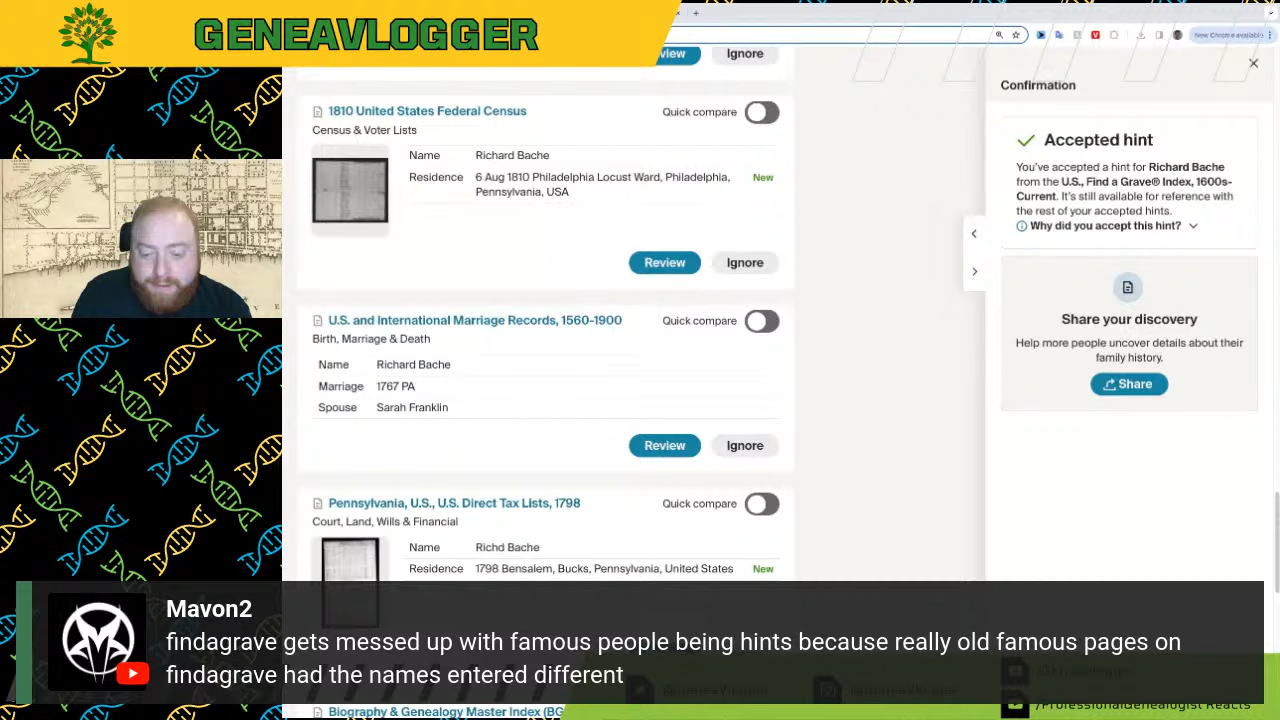 GENEAVLOGGER
New Chrome available
view
Ignore
1810 United States Federal Census
Quick compare
Census & Voter Lists
Name Richard Bache
Residence 6 Aug 1810 Philadelphia Locust Ward, Philadelphia, New
Pennsylvania, USA
Review
Ignore
U.S. and International Marriage Records, 1560-1900
Quick compare
Birth, Marriage & Death
Name Richard Bache
Marriage 1767 PA
Spouse Sarah Franklin
Review
Ignore
Pennsylvania, U.S., U.S. Direct Tax Lists, 1798
Quick compare
Court, Land, Wills & Financial
Name Richd Bache
Residence 1798 Bensalem, Bucks, Pennsylvania, United States New
Biography & Genealogy Master Index (BG
Confirmation
Accepted hint
You've accepted a hint for Richard Bache
from the U.S., Find a Grave® Index, 1600s-
Current. It's still available for reference with
the rest of your accepted hints.
Why did you accept this hint?
Share your discovery
Help more people uncover details about their
family history.
Share
Mavon2
findagrave gets messed up with famous people being hints because really old famous pages on
findagrave had the names entered different
/ProfessionalGenealogist Reacts